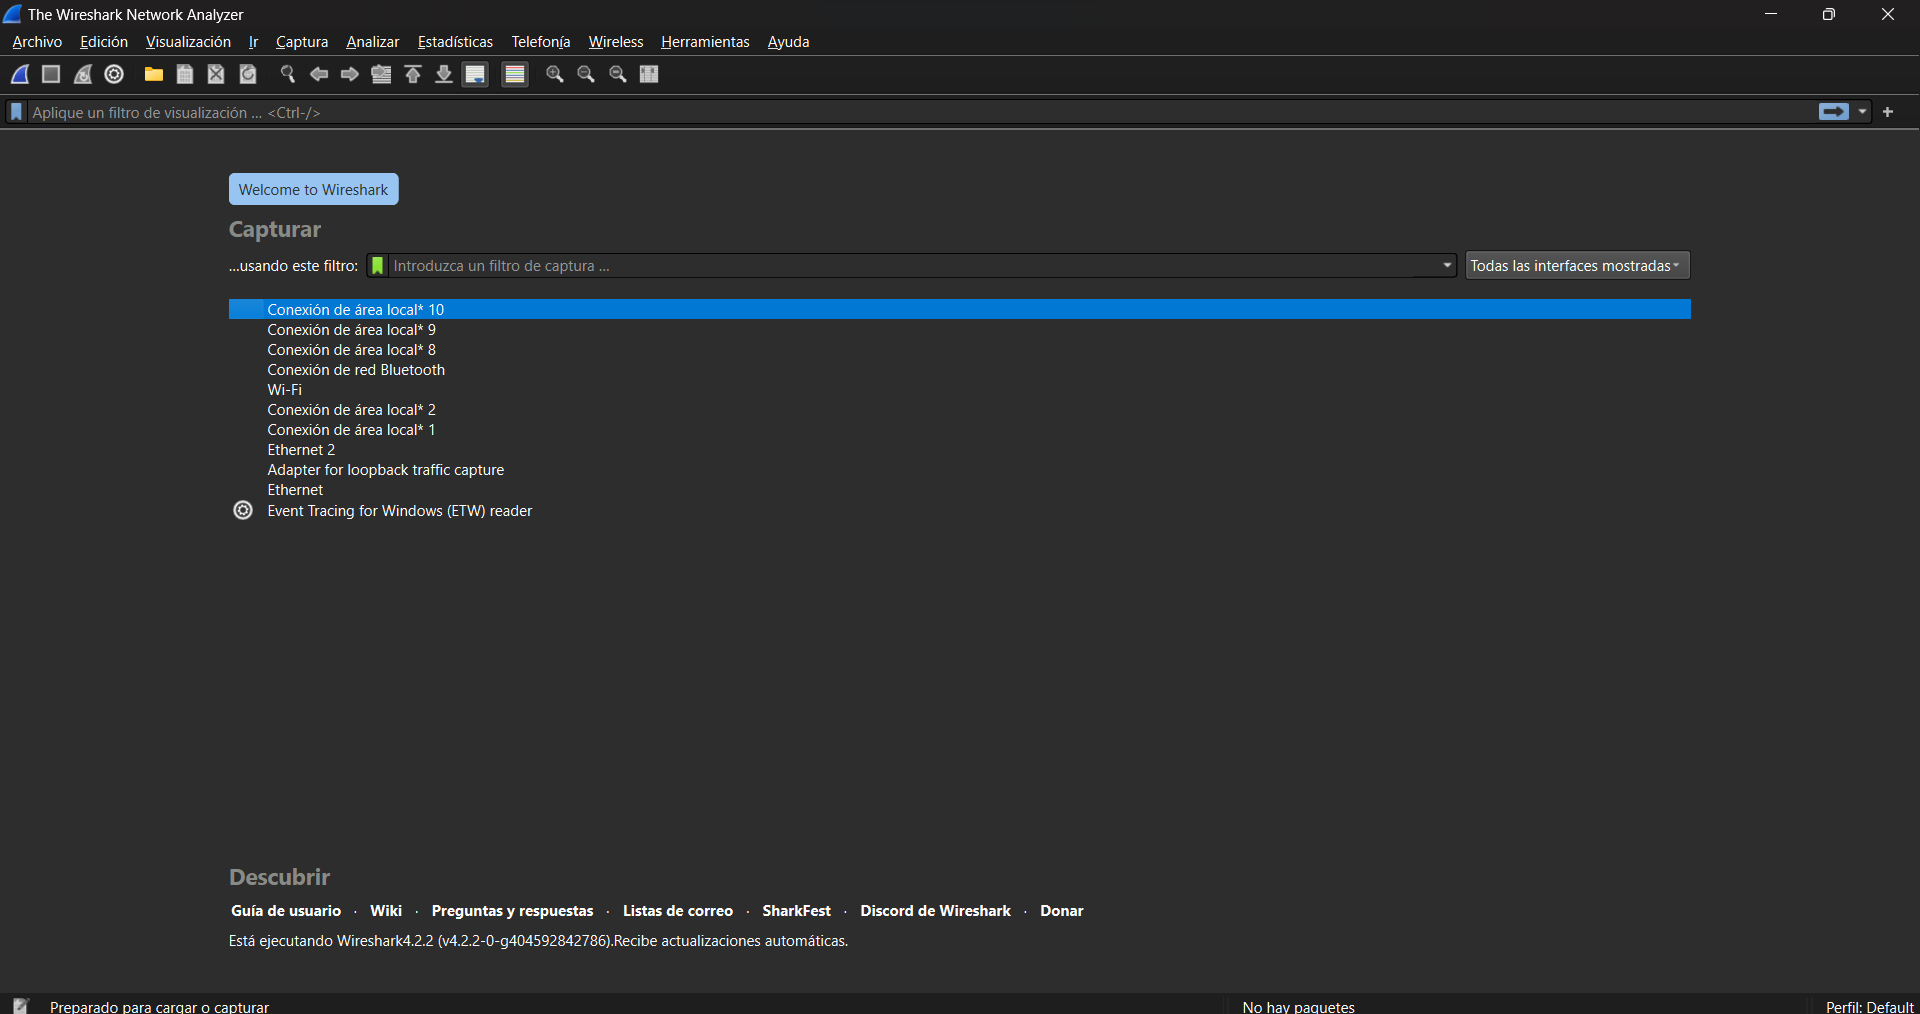 The Wireshark Network Analyzer
Archivo Edición Visualización Ir Captura Analizar Estadísticas Telefonía Wireless Herramientas Ayuda
Aplique un filtro de visualización ... <Ctrl-/>
Welcome to Wireshark
Capturar
...usando este filtro: Introduzca un filtro de captura ... Todas las interfaces mostradas
Conexión de área local* 10
Conexión de área local* 9
Conexión de área local* 8
Conexión de red Bluetooth
Wi-Fi
Conexión de área local* 2
Conexión de área local* 1
Ethernet 2
Adapter for loopback traffic capture
Ethernet
Event Tracing for Windows (ETW) reader
Descubrir
Guía de usuario · Wiki · Preguntas y respuestas · Listas de correo · SharkFest · Discord de Wireshark · Donar
Está ejecutando Wireshark4.2.2 (v4.2.2-0-g404592842786).Recibe actualizaciones automáticas.
Preparado para cargar o capturar No hay paquetes Perfil: Default